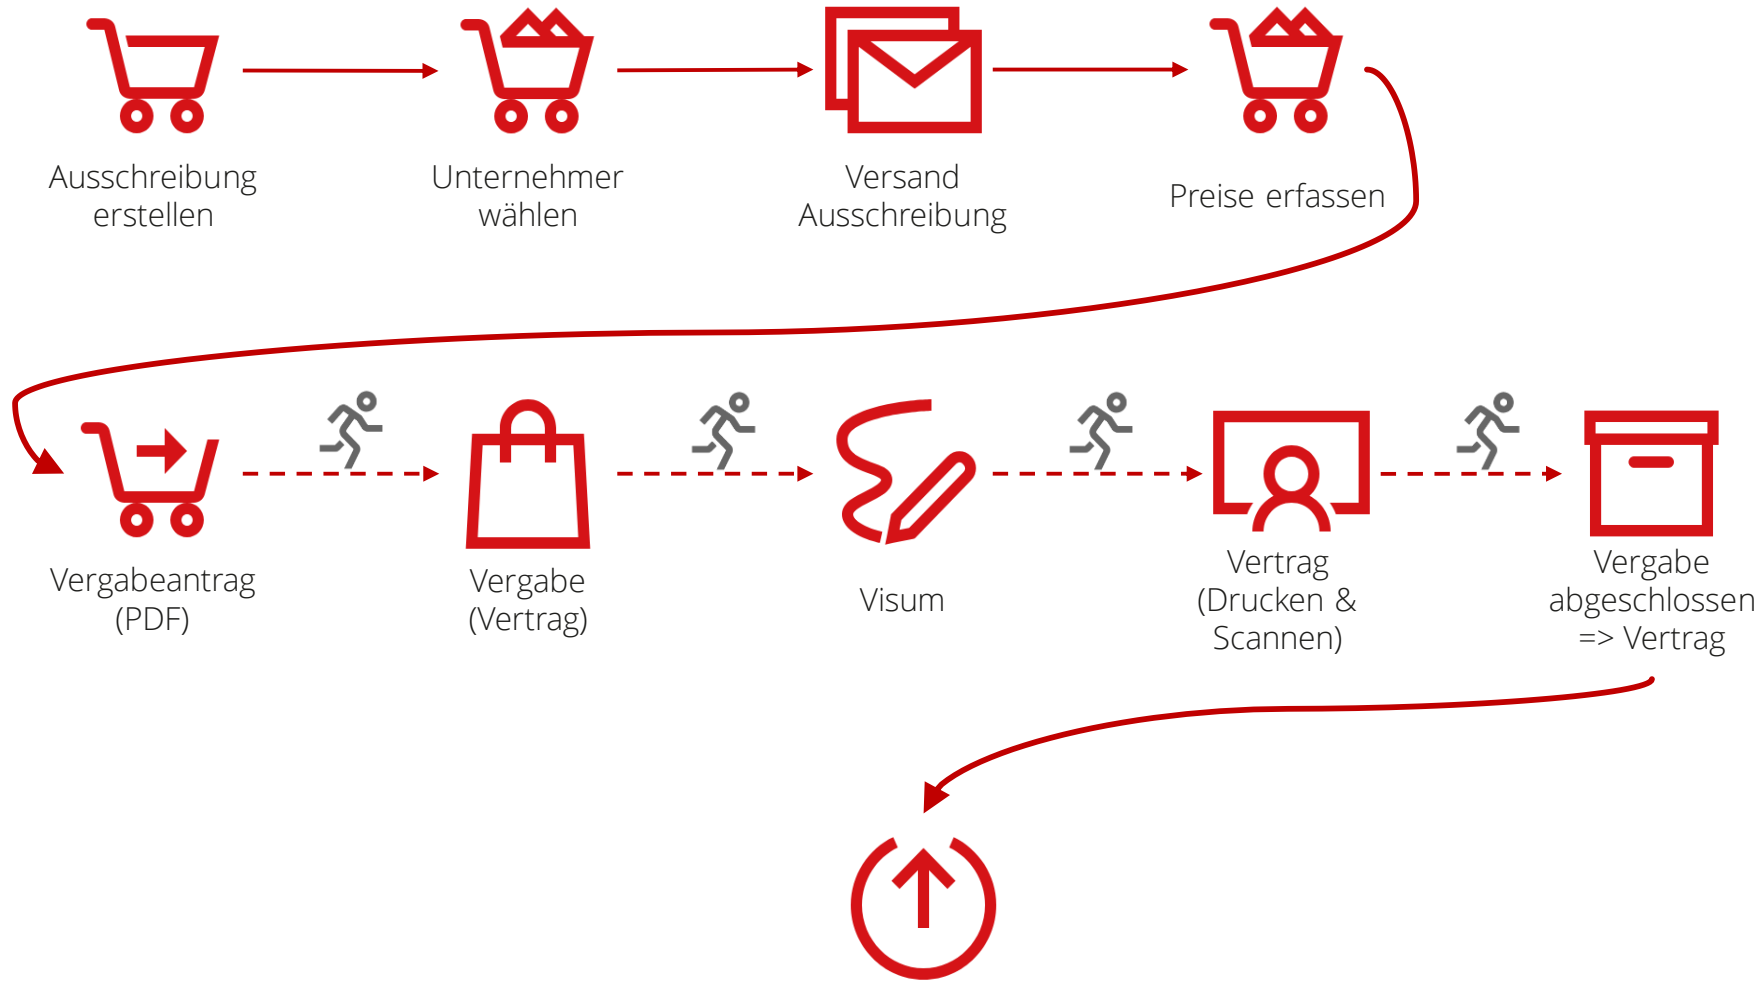 Ausschreibung
erstellen
Unternehmer
wählen
Versand
Ausschreibung
Preise erfassen
Vergabeantrag
(PDF)
Vergabe
(Vertrag)
Visum
Vertrag
(Drucken &
Scannen)
Vergabe
abgeschlossen
=> Vertrag